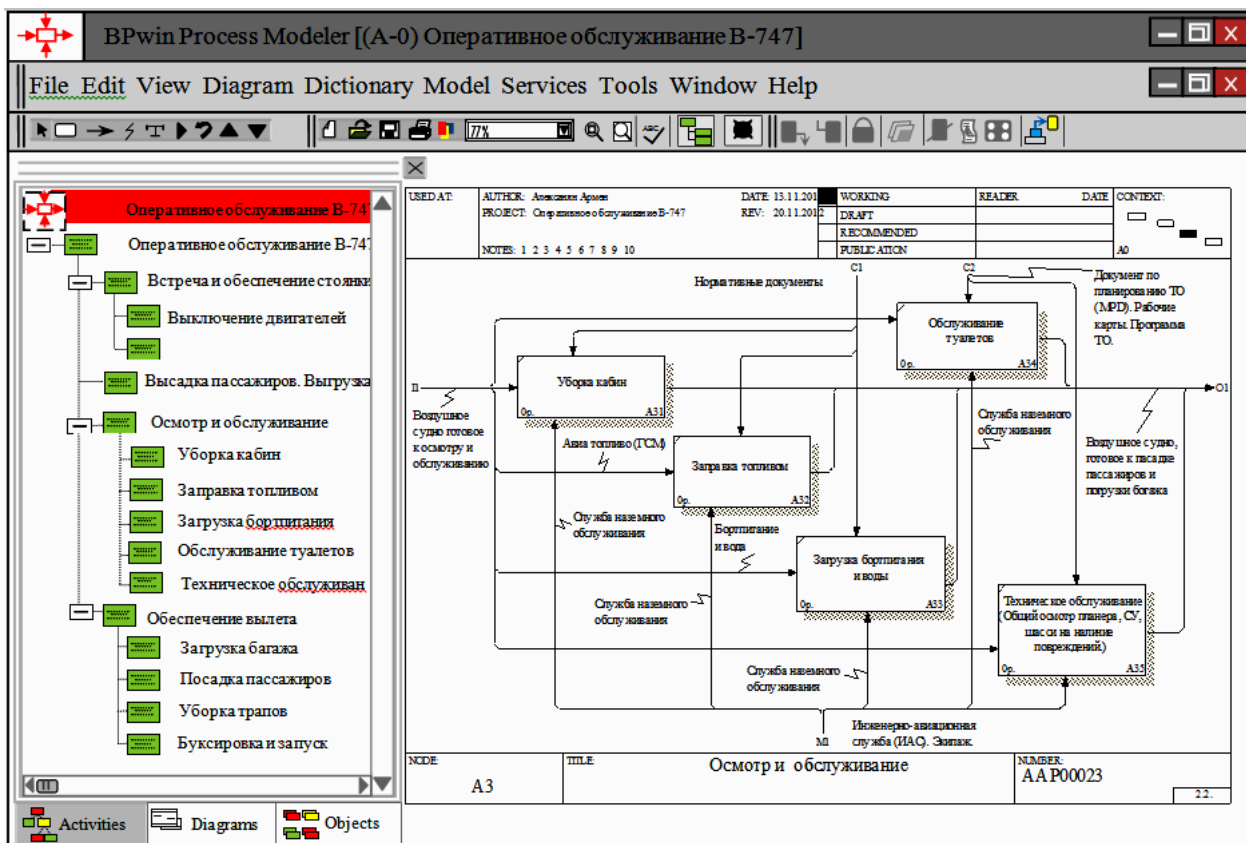 BPwin Process Modeler [(A-0) Оперативное обслуживание В-747]
File Edit View Diagram Dictionary Model Services Tools Window Help
77%
ABC
Оперативное обслуживание В-747
Оперативное обслуживание В-747
Встреча и обеспечение стоянки
Выключение двигателей
Высадка пассажиров. Выгрузка
Осмотр и обслуживание
Уборка кабин
Заправка топливом
Загрузка бортпитания
Обслуживание туалетов
Техническое обслуживан
Обеспечение вылета
Загрузка багажа
Посадка пассажиров
Уборка трапов
Буксировка и запуск
Activities
Diagrams
Objects
USED AT:
AUTHOR: Алексанян Армен
DATE: 13.11.201
PROJECT: Оперативное обслуживание В-747
REV: 20.11.2012
NOTES: 1 2 3 4 5 6 7 8 9 10
WORKING
DRAFT
RECOMMENDED
PUBLICATION
READER
DATE
CONTEXT:
A0
C1
C2
Нормативные документы
Документ по
планированию ТО
(MPD). Рабочие
карты. Программа
ТО.
Обслуживание
туалетов
0р.
A34
Уборка кабин
0р.
A31
I1
O1
Воздушное
судно готовое
к осмотру и
обслуживанию
Служба наземного
обслуживания
Воздушное судно,
готовое к пасадке
пассажиров и
погрузки богажа
Авиа топливо (ГСМ)
Заправка топливом
0р.
A32
Служба наземного
обслуживания
Бортпитание
и вода
Загрузка бортпитания
и воды
0р.
A33
Служба наземного
обслуживания
Техническое обслуживание
(Общий осмотр планера, СУ,
шасси на налиние
повреждений.)
0р.
A35
Служба наземного
обслуживания
M1
Инженерно-авиационная
служба (ИАС). Экипаж.
NODE:
A3
TITLE:
Осмотр и обслуживание
NUMBER:
AAP00023
22.